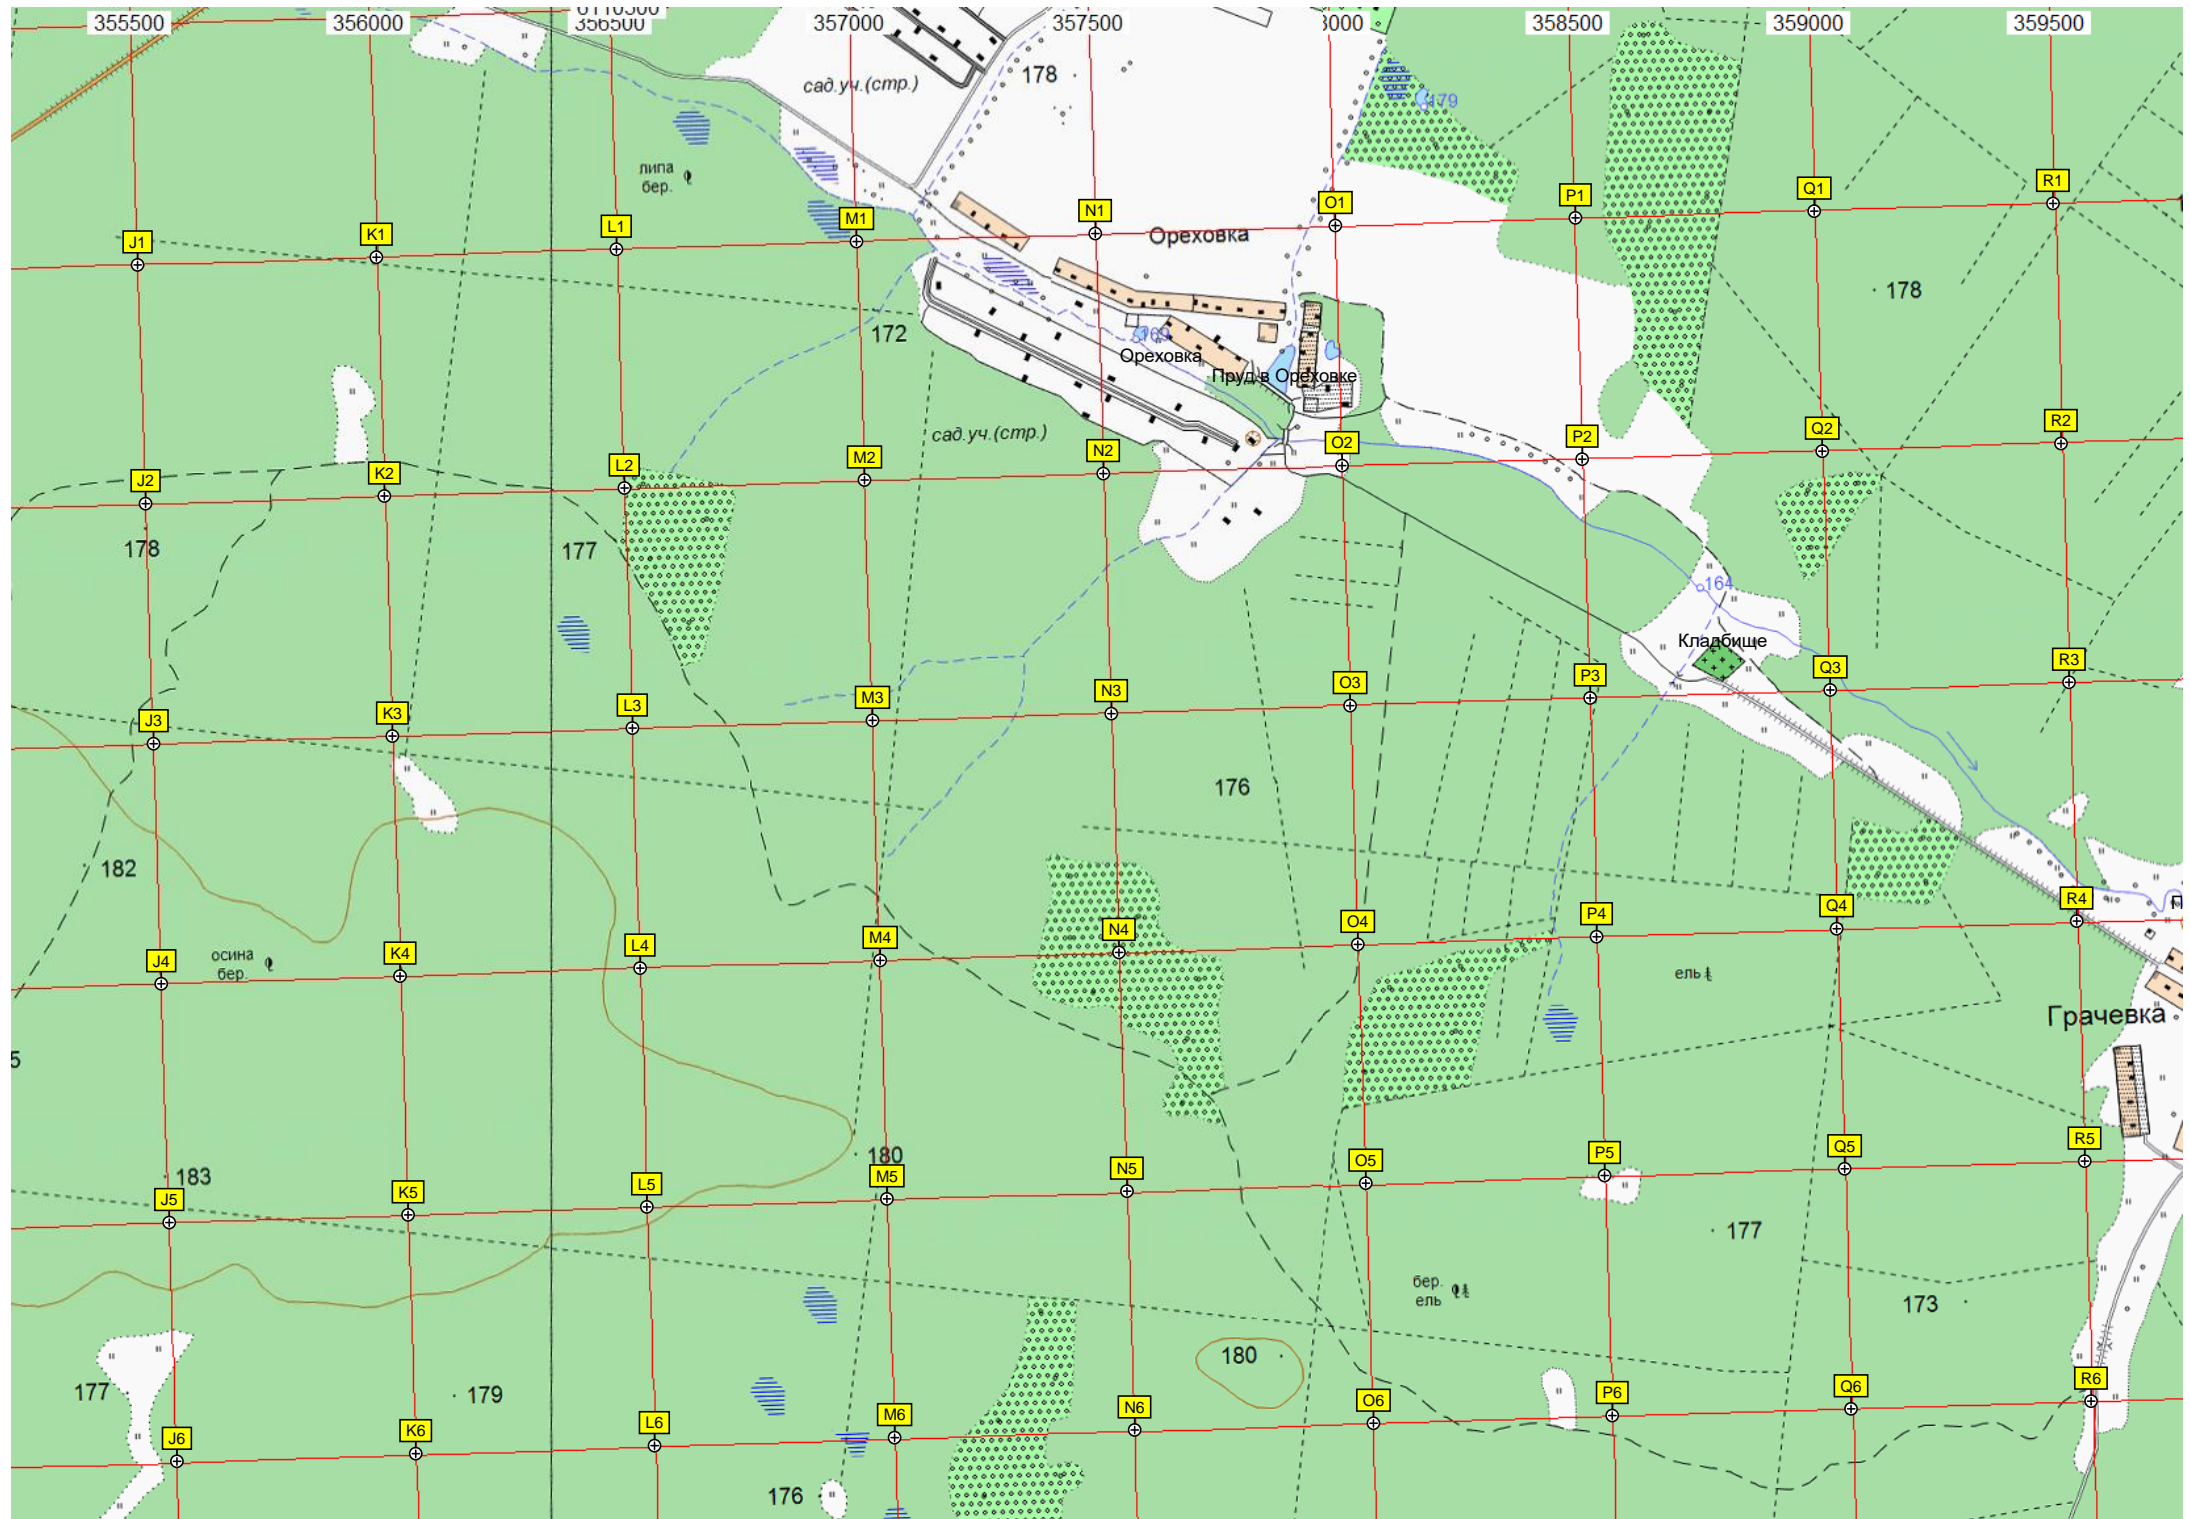 355500 356000 356500 357000 357500 358500 359000 359500
сад.уч.(стр.)
178
179
липа
бер.
J1 K1 L1 M1 N1 O1 P1 Q1 R1
Ореховка
178
172
169
Ореховка
Пруд в Ореховке
сад.уч.(стр.)
J2 K2 L2 M2 N2 O2 P2 Q2 R2
178
177
164
Кладбище
J3 K3 L3 M3 N3 O3 P3 Q3 R3
176
182
J4 K4 L4 M4 N4 O4 P4 Q4 R4
осина
бер.
ель
Грачевка
180
183
J5 K5 L5 M5 N5 O5 P5 Q5 R5
177
бер.
ель
173
180
177
179
J6 K6 L6 M6 N6 O6 P6 Q6 R6
176